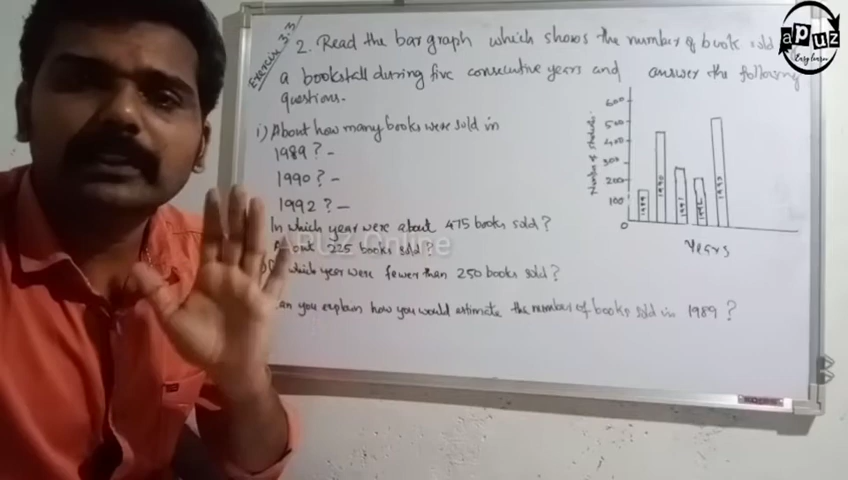 Exercise 3.3
2. Read the bar graph which shows the number of book sold
a bookstall during five consecutive years and answer the following
questions.
i) About how many books were sold in
1989? -
1990? -
1992? -
In which year were about 475 books sold?
About 225 books sold?
which year were fewer than 250 books sold?
can you explain how you would estimate the number of books sold in 1989?
600
500
400
300
200
100
0
Number of
1989
1990
1991
1992
1993
Years
APUZ Online
apuz
Easy learn